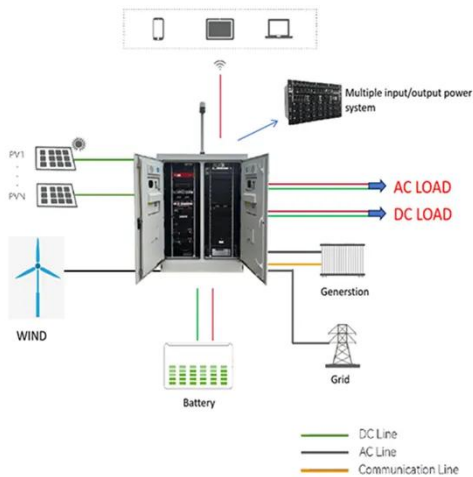 Multiple input/output power
system
PV1
PVN
AC LOAD
DC LOAD
WIND
Generstion
Battery
Grid
DC Line
AC Line
Communication Line